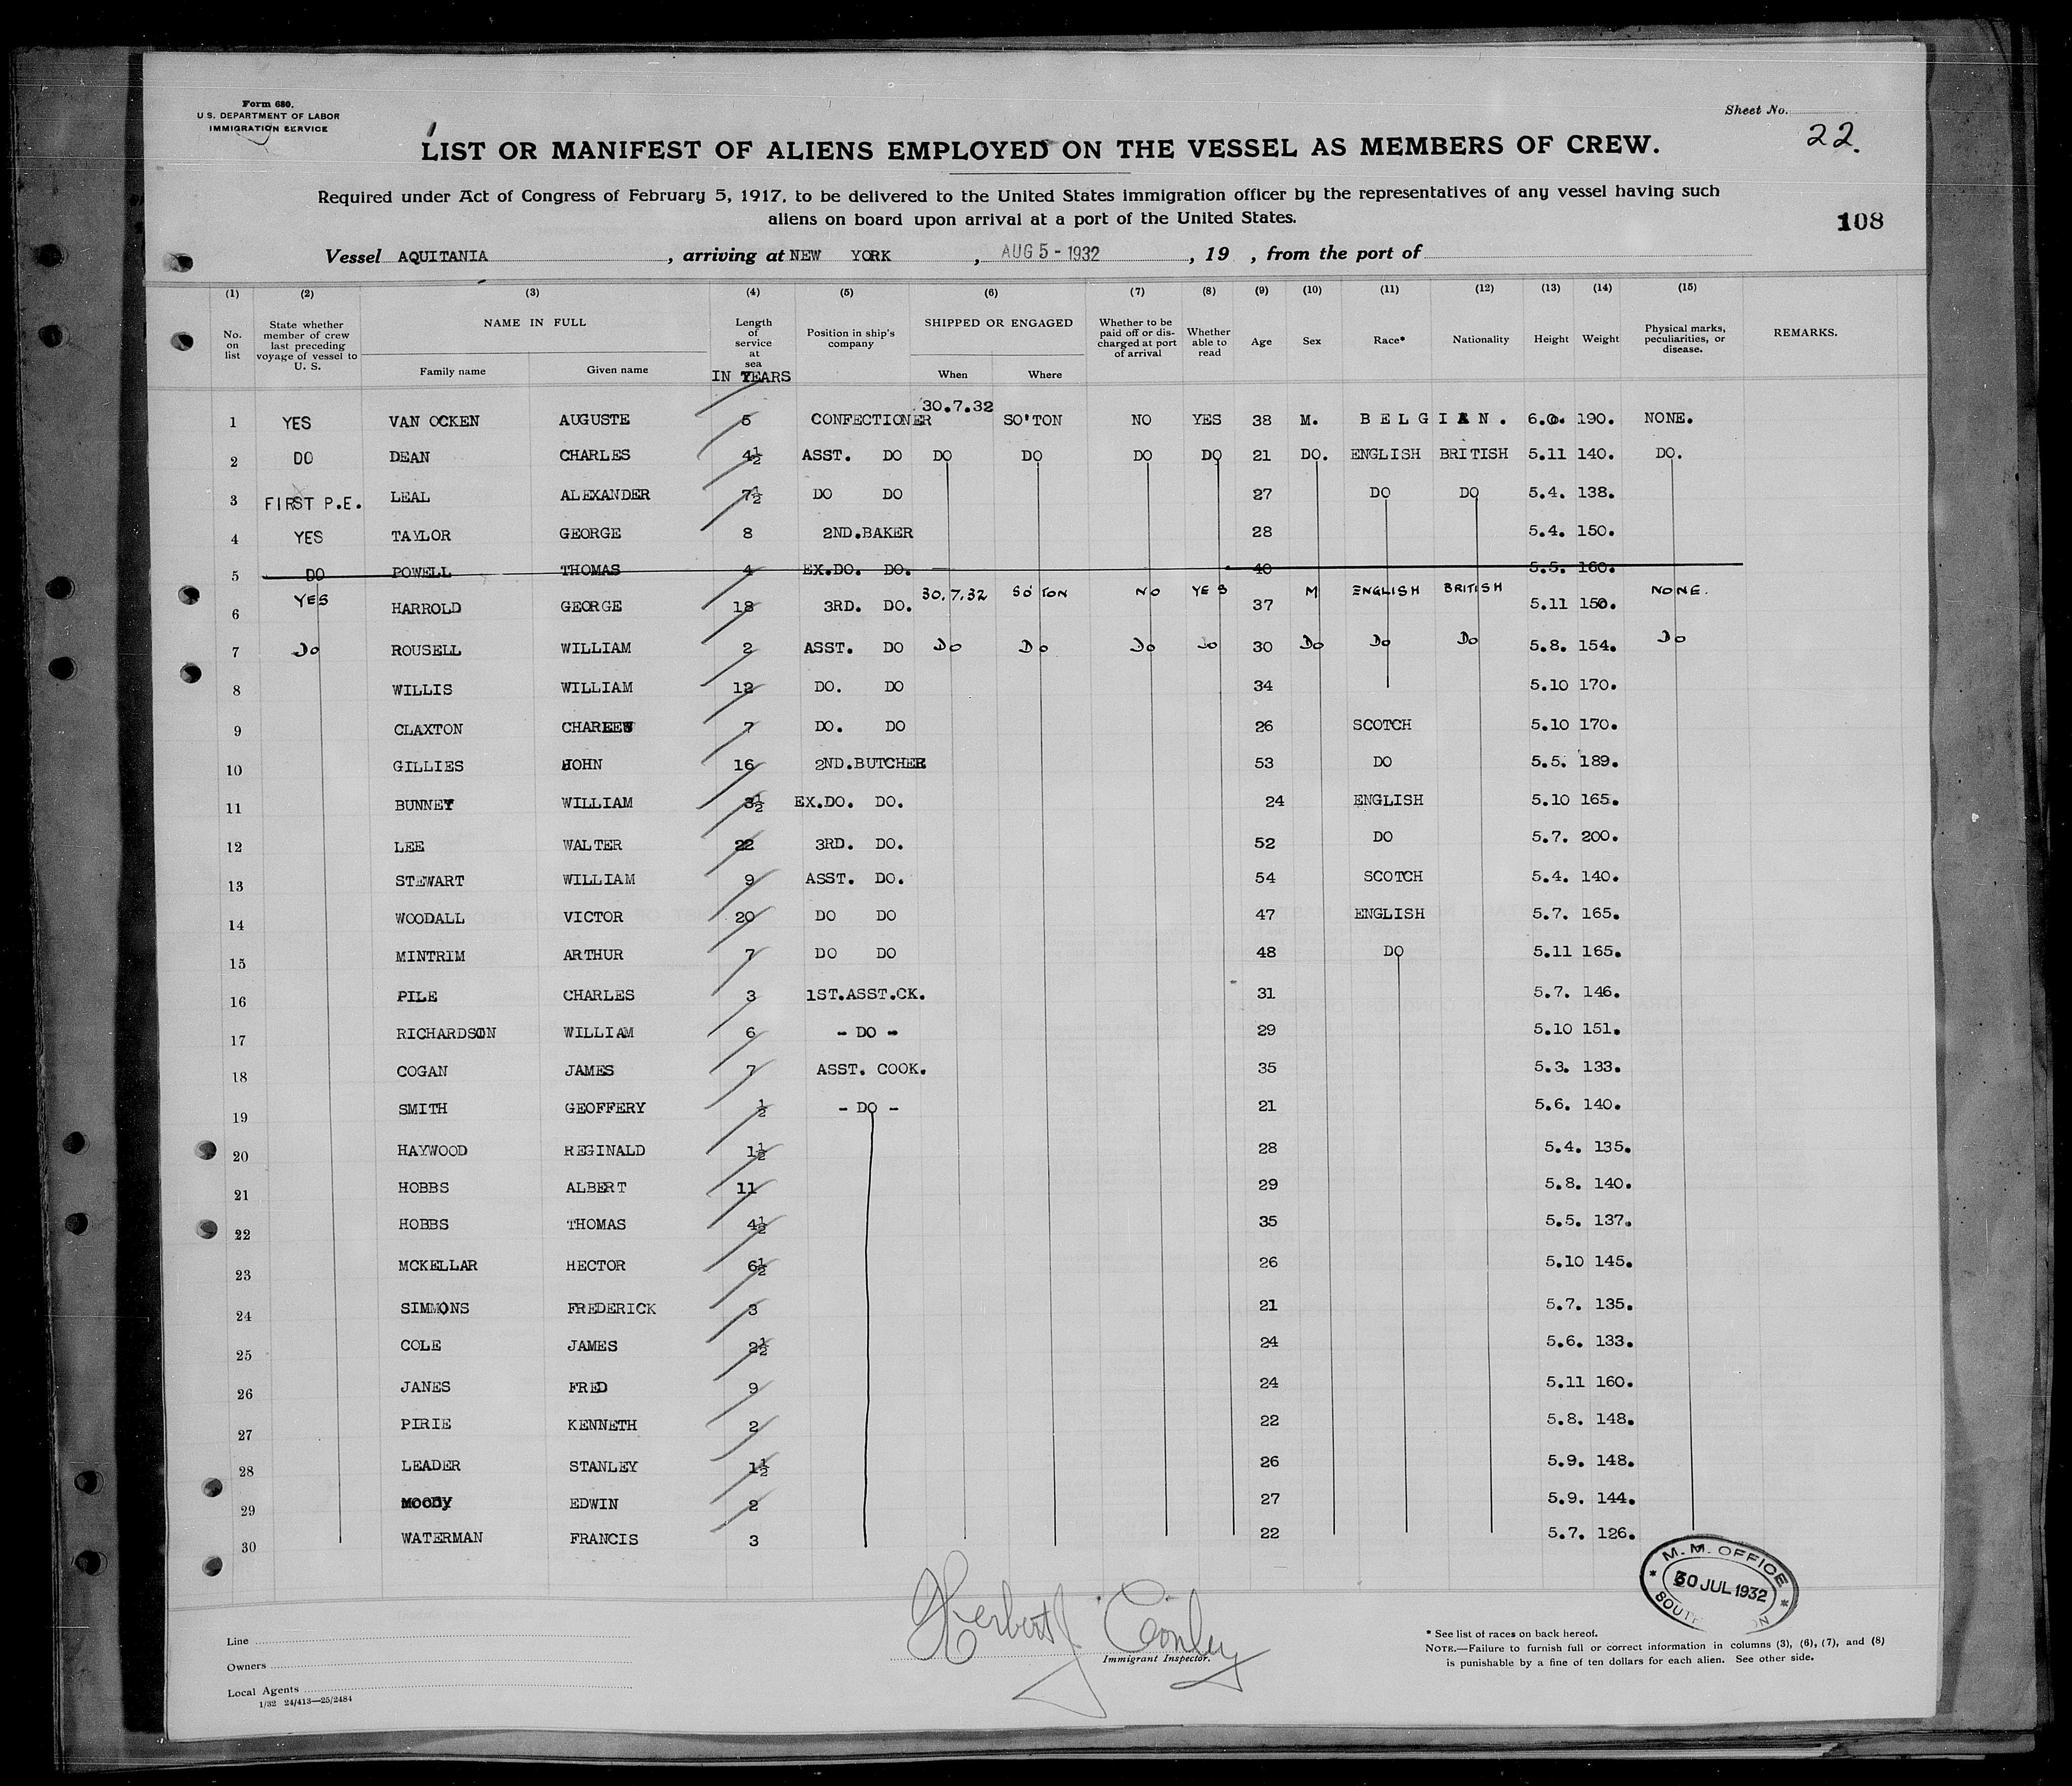 Form 680.
U.S. DEPARTMENT OF LABOR
IMMIGRATION SERVICE
Sheet No.
22.
LIST OR MANIFEST OF ALIENS EMPLOYED ON THE VESSEL AS MEMBERS OF CREW.
Required under Act of Congress of February 5, 1917, to be delivered to the United States immigration officer by the representatives of any vessel having such
aliens on board upon arrival at a port of the United States.
108
Vessel AQUITANIA, arriving at NEW YORK, AUG 5 - 1932, 19 , from the port of
(1) (2) (3) (4) (5) (6) (7) (8) (9) (10) (11) (12) (13) (14) (15)
No. on list State whether member of crew last preceding voyage of vessel to U. S. NAME IN FULL Family name Given name Length of service at sea IN YEARS Position in ship's company SHIPPED OR ENGAGED When Where Whether to be paid off or discharged at port of arrival Whether able to read Age Sex Race* Nationality Height Weight Physical marks, peculiarities, or disease. REMARKS.
1 YES VAN OCKEN AUGUSTE 5 CONFECTIONER 30.7.32 SO'TON NO YES 38 M. BELGIAN. 6.0. 190. NONE.
2 DO DEAN CHARLES 4½ ASST. DO DO DO DO DO 21 DO. ENGLISH BRITISH 5.11 140. DO.
3 FIRST P.E. LEAL ALEXANDER 7½ DO DO 27 DO DO 5.4. 138.
4 YES TAYLOR GEORGE 8 2ND.BAKER 28 5.4. 150.
5 DO POWELL THOMAS 4 EX.DO. DO. 40 5.5. 160.
6 YES HARROLD GEORGE 18 3RD. DO. 30.7.32 SO'TON NO YES 37 M ENGLISH BRITISH 5.11 150. NONE.
7 Do ROUSELL WILLIAM 2 ASST. DO Do Do Do Do 30 Do Do Do 5.8. 154. Do
8 WILLIS WILLIAM 12 DO. DO 34 5.10 170.
9 CLAXTON 7 DO. DO 26 SCOTCH 5.10 170.
10 GILLIES JOHN 16 2ND.BUTCHER 53 DO 5.5. 189.
11 BUNNEY WILLIAM 3½ EX.DO. DO. 24 ENGLISH 5.10 165.
12 LEE WALTER 22 3RD. DO. 52 DO 5.7. 200.
13 STEWART WILLIAM 9 ASST. DO. 54 SCOTCH 5.4. 140.
14 WOODALL VICTOR 20 DO DO 47 ENGLISH 5.7. 165.
15 MINTRIM ARTHUR 7 DO DO 48 DO 5.11 165.
16 PILE CHARLES 3 1ST.ASST.CK. 31 5.7. 146.
17 RICHARDSON WILLIAM 6 - DO - 29 5.10 151.
18 COGAN JAMES 7 ASST. COOK. 35 5.3. 133.
19 SMITH GEOFFERY ½ - DO - 21 5.6. 140.
20 HAYWOOD REGINALD 1½ 28 5.4. 135.
21 HOBBS ALBERT 11 29 5.8. 140.
22 HOBBS THOMAS 4½ 35 5.5. 137.
23 MCKELLAR HECTOR 6½ 26 5.10 145.
24 SIMMONS FREDERICK 3 21 5.7. 135.
25 COLE JAMES 2½ 24 5.6. 133.
26 JANES FRED 9 24 5.11 160.
27 PIRIE KENNETH 2 22 5.8. 148.
28 LEADER STANLEY 1½ 26 5.9. 148.
29 MOODY EDWIN 2 27 5.9. 144.
30 WATERMAN FRANCIS 3 22 5.7. 126.
M. M. OFFICE
30 JUL 1932
Herbert J. Conley
Immigrant Inspector.
Line
Owners
Local Agents
1/32 24/413—25/2484
* See list of races on back hereof.
NOTE.—Failure to furnish full or correct information in columns (3), (6), (7), and (8)
is punishable by a fine of ten dollars for each alien. See other side.